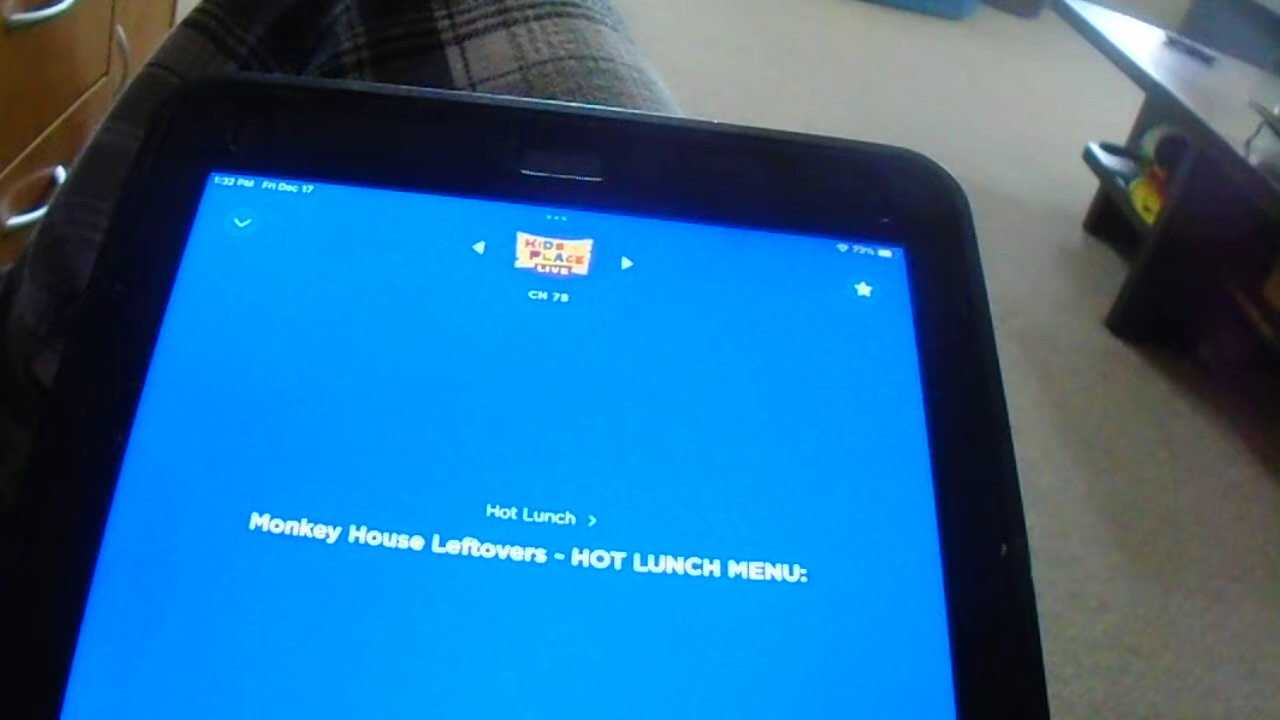 1:32 PM Fri Dec 17
73%
KIDS
PLACE
LIVE
CH 78
Hot Lunch >
Monkey House Leftovers - HOT LUNCH MENU: